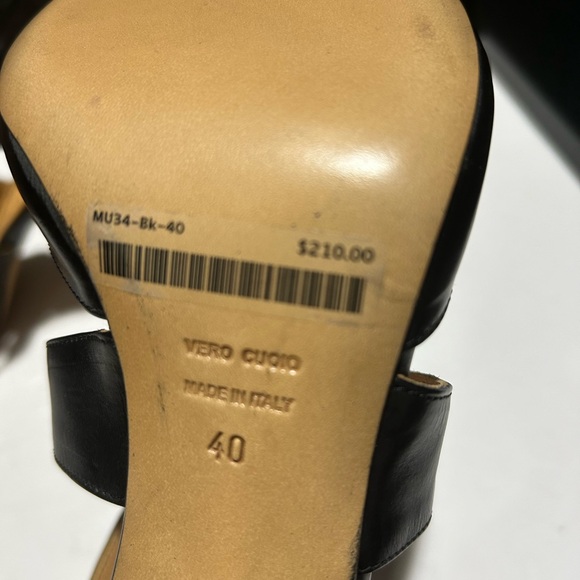 MU34-Bk-40
$210.00
VERO CUOIO
MADE IN ITALY
40